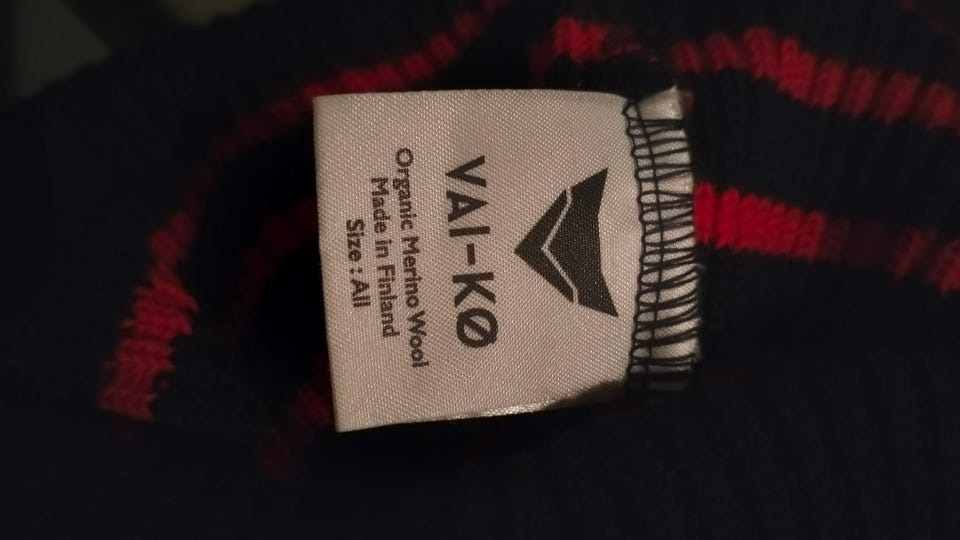 VAI-KØ
Organic Merino Wool
Made in Finland
Size : All